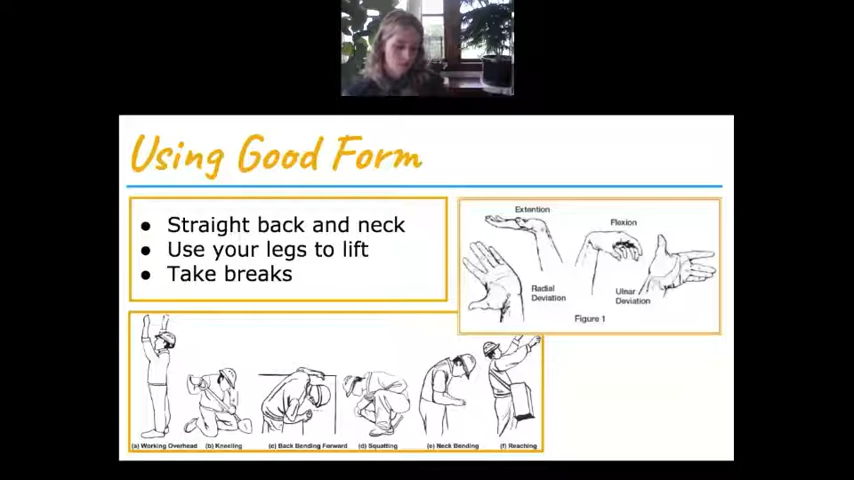 Using Good Form
Straight back and neck
Use your legs to lift
Take breaks
Extention
Flexion
Radial
Deviation
Ulnar
Deviation
Figure 1
(a) Working Overhead
(b) Kneeling
(c) Back Bending Forward
(d) Squatting
(e) Neck Bending
(f) Reaching